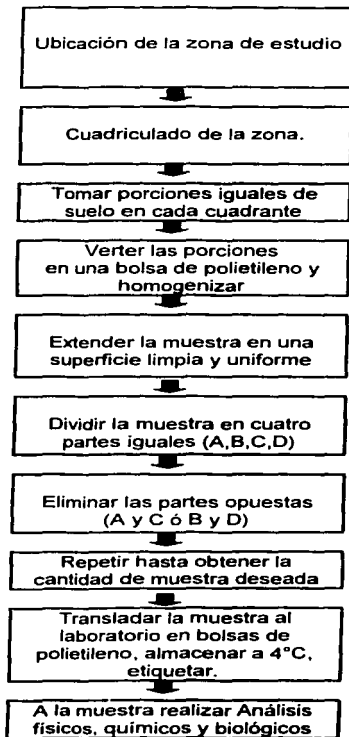 Ubicación de la zona de estudio
Cuadriculado de la zona.
Tomar porciones iguales de
suelo en cada cuadrante
Verter las porciones
en una bolsa de polietileno y
homogenizar
Extender la muestra en una
superficie limpia y uniforme
Dividir la muestra en cuatro
partes iguales (A,B,C,D)
Eliminar las partes opuestas
(A y C ó B y D)
Repetir hasta obtener la
cantidad de muestra deseada
Transladar la muestra al
laboratorio en bolsas de
polietileno, almacenar a 4°C,
etiquetar.
A la muestra realizar Análisis
físicos, químicos y biológicos